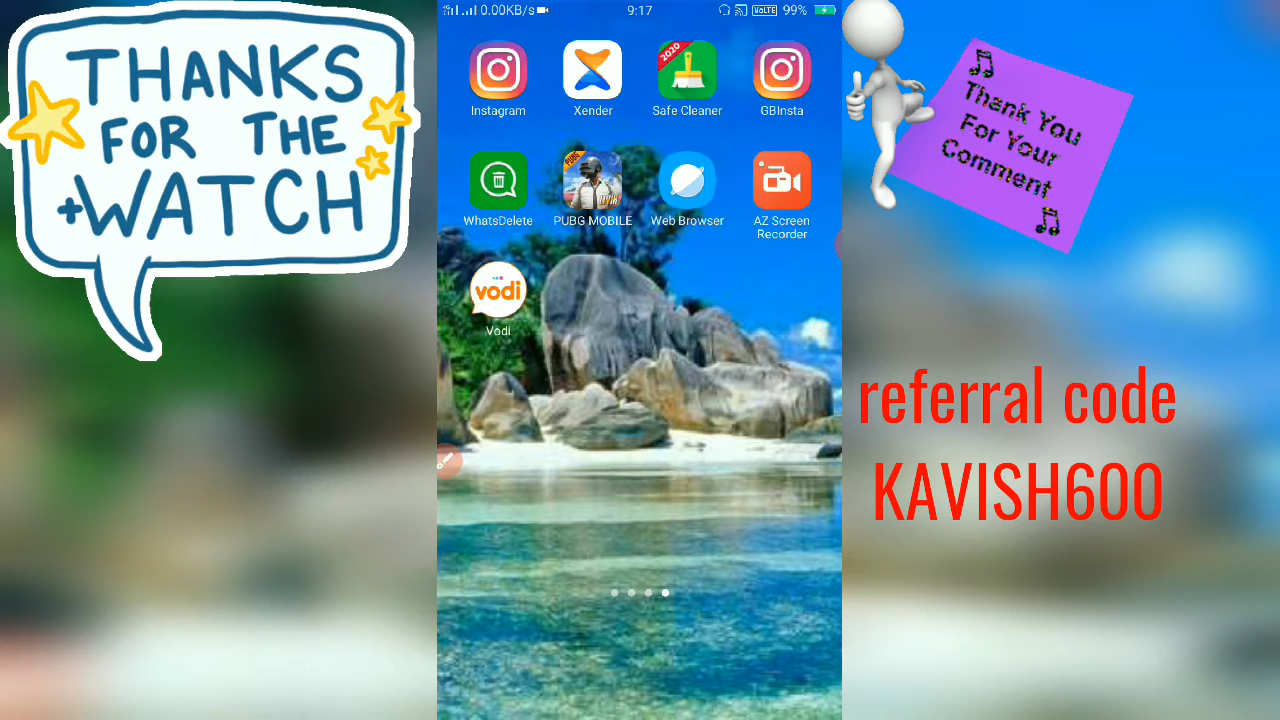 THANKS
FOR THE
+WATCH
0.00KB/s
9:17
VoLTE
99%
Instagram
Xender
2020
Safe Cleaner
GBInsta
WhatsDelete
PUBG
PUBG MOBILE
Web Browser
AZ Screen
Recorder
vodi
Vodi
Thank You
For Your
Comment
referral code
KAVISH600